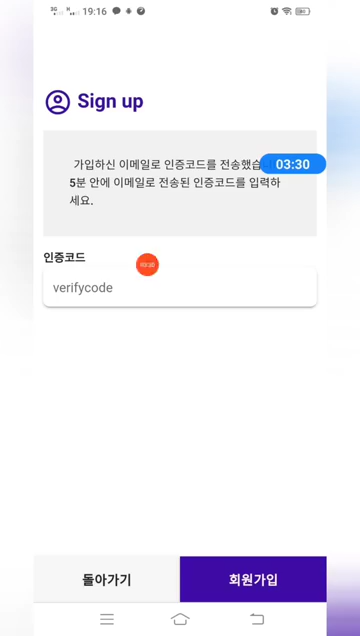 3G
H
19:16
Sign up
가입하신 이메일로 인증코드를 전송했습
03:30
5분 안에 이메일로 전송된 인증코드를 입력하
세요.
인증코드
verifycode
돌아가기
회원가입